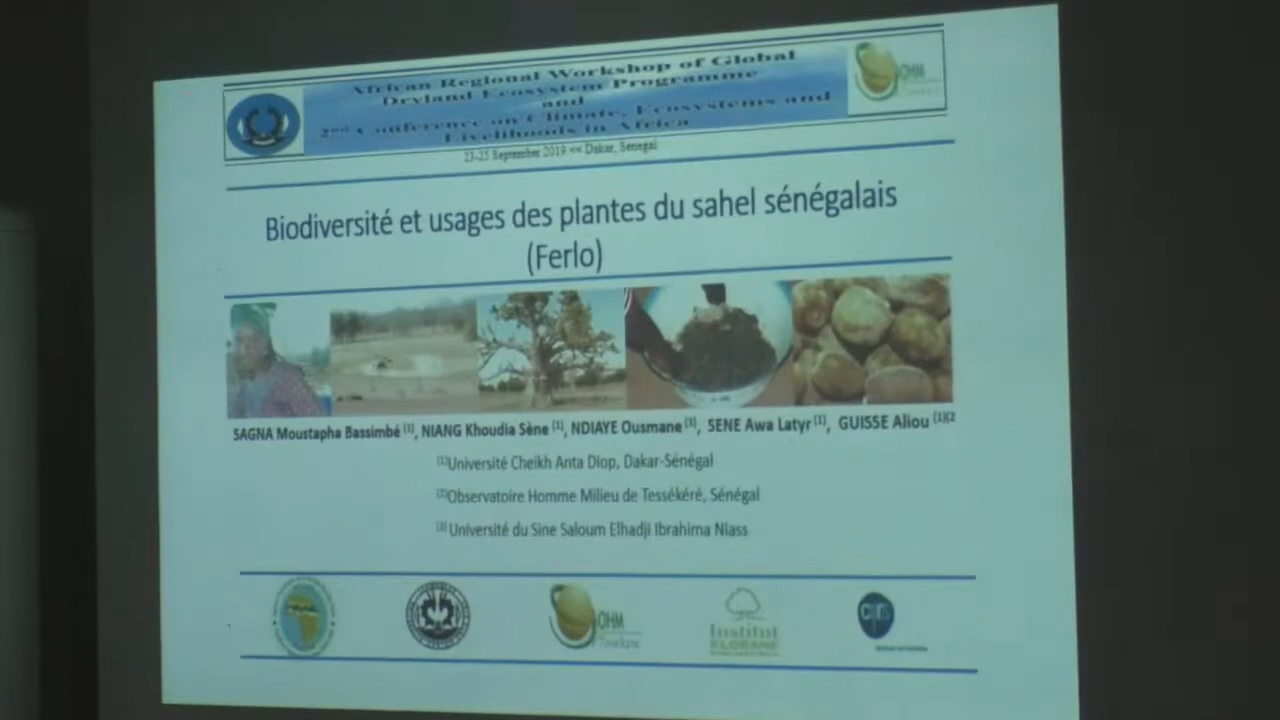 African Regional Workshop of Global
Dryland Ecosystem Programme
and
2nd Conference on Climate, Ecosystems and
Livelihoods in Africa
OHM
23-25 September 2019 << Dakar, Senegal
Biodiversité et usages des plantes du sahel sénégalais
(Ferlo)
SAGNA Moustapha Bassimbé (1), NIANG Khoudia Sène (1), NDIAYE Ousmane (3), SENE Awa Latyr (1), GUISSE Aliou (1)(2
(1)Université Cheikh Anta Diop, Dakar-Sénégal
(2)Observatoire Homme Milieu de Tessékéré, Sénégal
(3) Université du Sine Saloum Elhadji Ibrahima Niass
OHM
Institut
cnrs